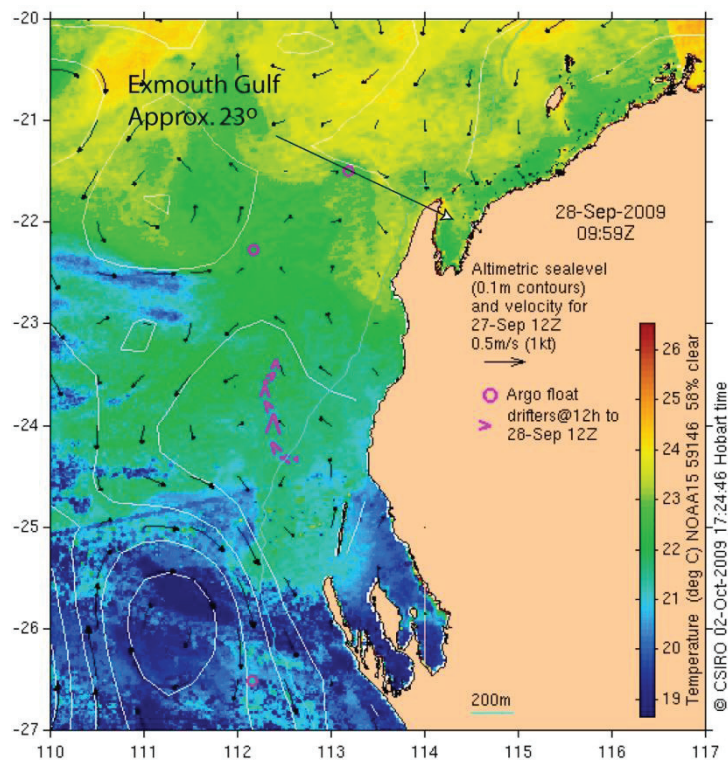 -20
-21
-22
-23
-24
-25
-26
-27
110
111
112
113
114
115
116
117
Exmouth Gulf
Approx. 23º
28-Sep-2009
09:59Z
Altimetric sealevel
(0.1m contours)
and velocity for
27-Sep 12Z
0.5m/s (1kt)
Argo float
drifters@12h to
28-Sep 12Z
200m
26
25
24
23
22
21
20
19
Temperature (deg C) NOAA15 59146 58% clear
© CSIRO 02-Oct-2009 17:24:46 Hobart time